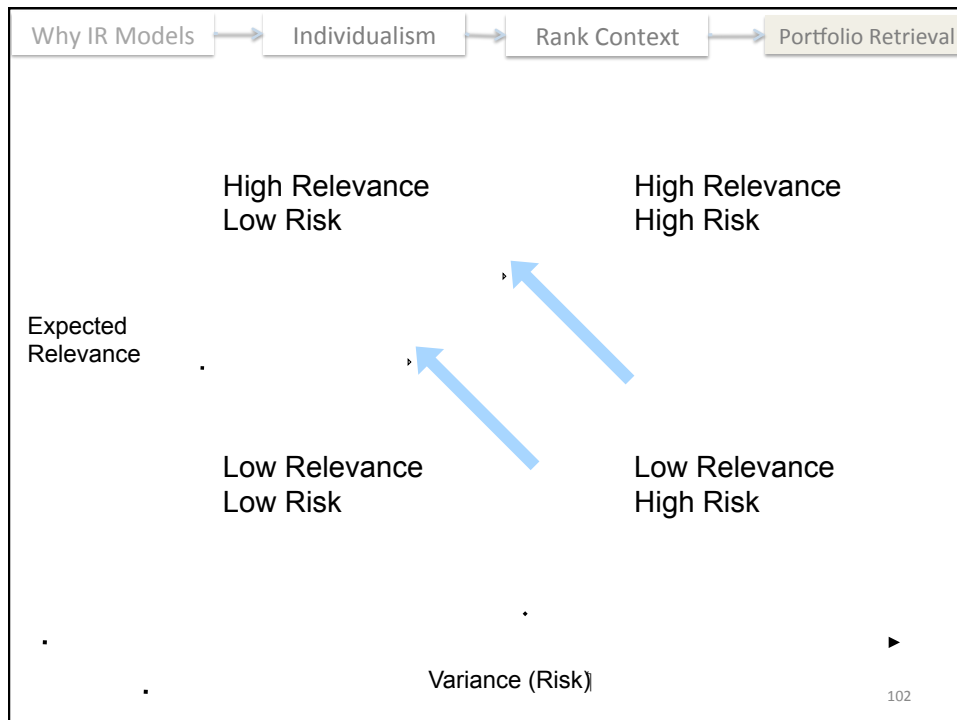 Why IR Models Individualism Rank Context Portfolio Retrieval
High Relevance
Low Risk
High Relevance
High Risk
Expected
Relevance
Low Relevance
Low Risk
Low Relevance
High Risk
Variance (Risk)
102